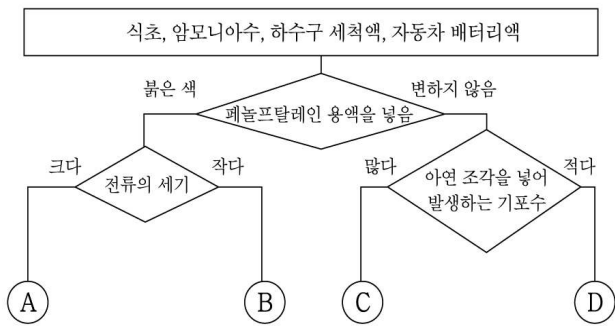 식초, 암모니아수, 하수구 세척액, 자동차 배터리액
붉은 색
변하지 않음
페놀프탈레인 용액을 넣음
크다
전류의 세기
작다
많다
아연 조각을 넣어
발생하는 기포수
적다
A
B
C
D